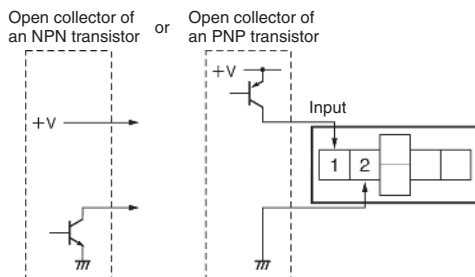 Open collector of
an NPN transistor
or
Open collector of
an PNP transistor
+V
+V
Input
1 2